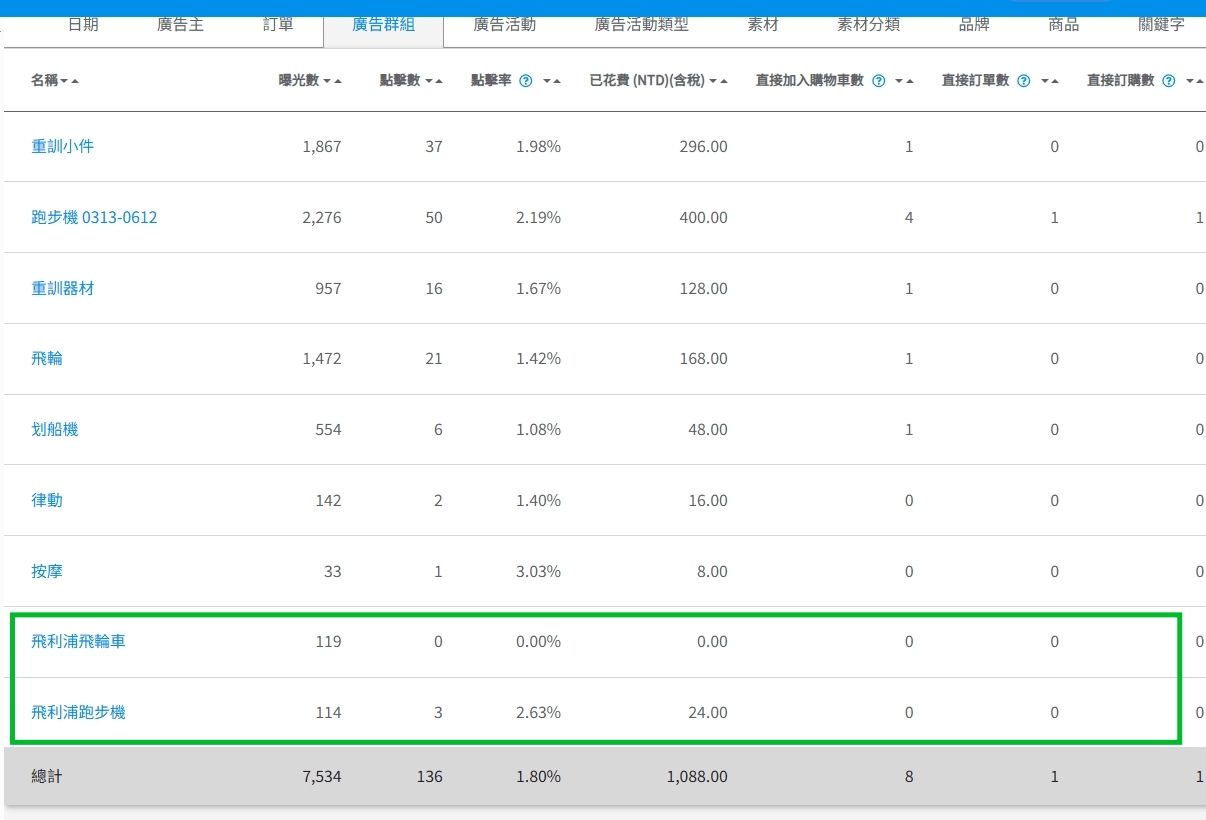 日期 廣告主 訂單 廣告群組 廣告活動 廣告活動類型 素材 素材分類 品牌 商品 關鍵字
名稱 曝光數 點擊數 點擊率 ? 已花費 (NTD)(含稅) 直接加入購物車數 ? 直接訂單數 ? 直接訂購數 ?
重訓小件 1,867 37 1.98% 296.00 1 0 0
跑步機 0313-0612 2,276 50 2.19% 400.00 4 1 1
重訓器材 957 16 1.67% 128.00 1 0 0
飛輪 1,472 21 1.42% 168.00 1 0 0
划船機 554 6 1.08% 48.00 1 0 0
律動 142 2 1.40% 16.00 0 0 0
按摩 33 1 3.03% 8.00 0 0 0
飛利浦飛輪車 119 0 0.00% 0.00 0 0 0
飛利浦跑步機 114 3 2.63% 24.00 0 0 0
總計 7,534 136 1.80% 1,088.00 8 1 1